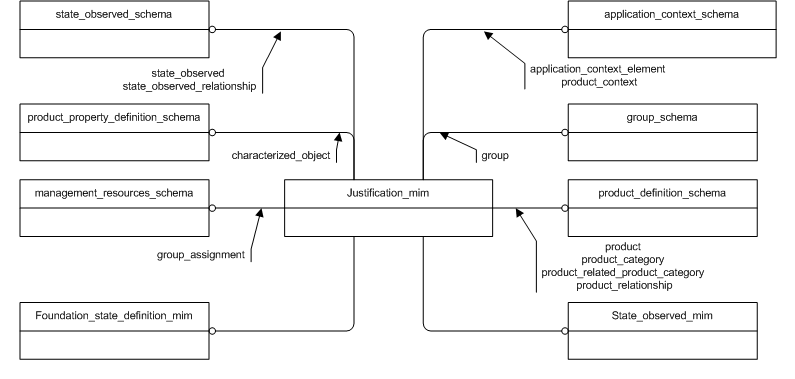 state_observed_schema
application_context_schema
state_observed
state_observed_relationship
application_context_element
product_context
product_property_definition_schema
group_schema
characterized_object
group
management_resources_schema
Justification_mim
product_definition_schema
group_assignment
product
product_category
product_related_product_category
product_relationship
Foundation_state_definition_mim
State_observed_mim